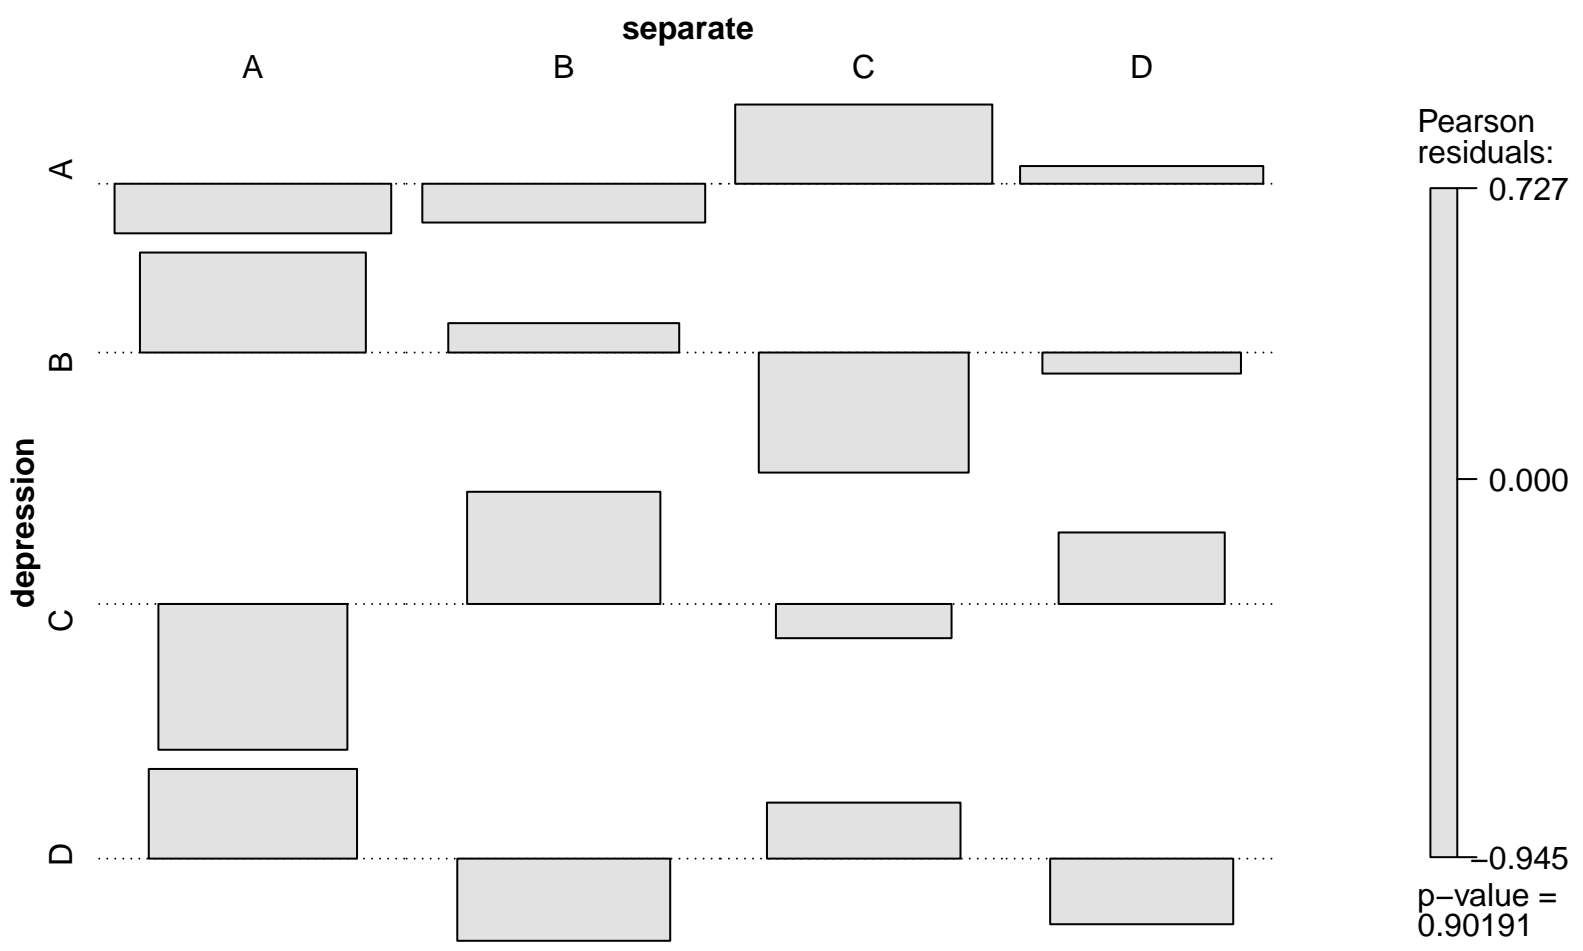 separate
A B C D
A
B
C
D
depression
Pearson
residuals:
0.727
0.000
−0.945
p−value =
0.90191